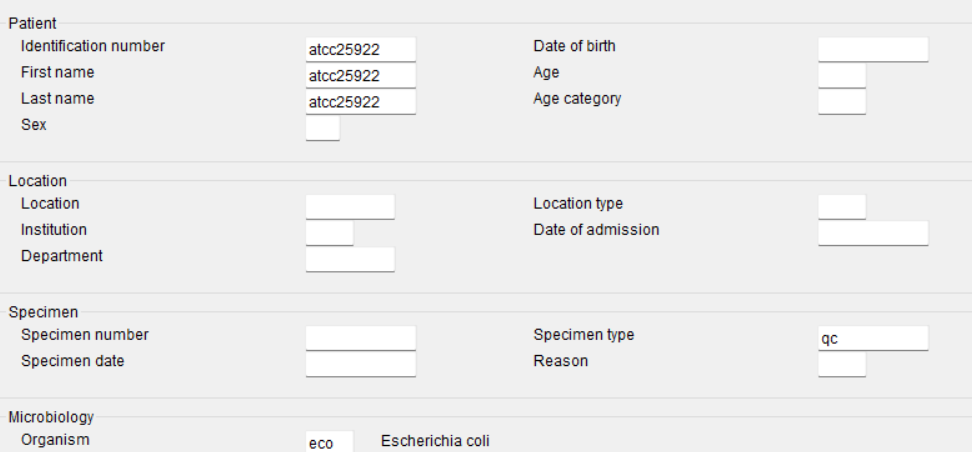 Patient
Identification number atcc25922 Date of birth
First name atcc25922 Age
Last name atcc25922 Age category
Sex
Location
Location Location type
Institution Date of admission
Department
Specimen
Specimen number Specimen type qc
Specimen date Reason
Microbiology
Organism eco Escherichia coli